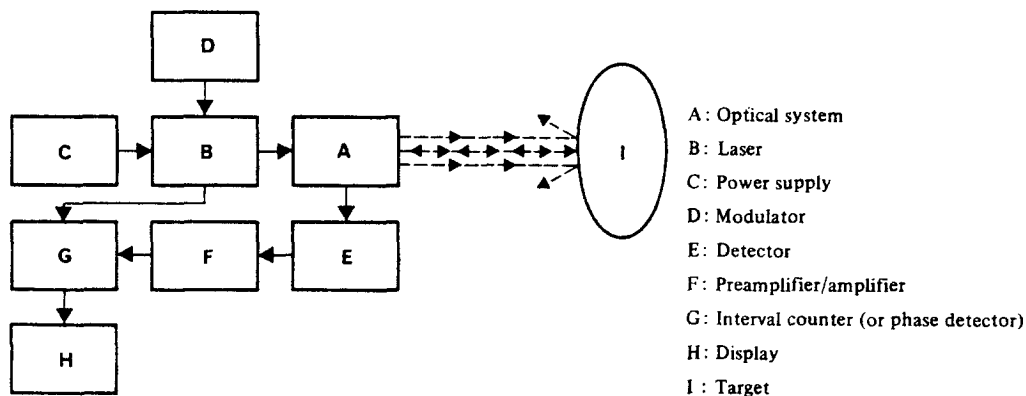 D
C
B
A
I
G
F
E
H
A: Optical system
B: Laser
C: Power supply
D: Modulator
E: Detector
F: Preamplifier/amplifier
G: Interval counter (or phase detector)
H: Display
I: Target